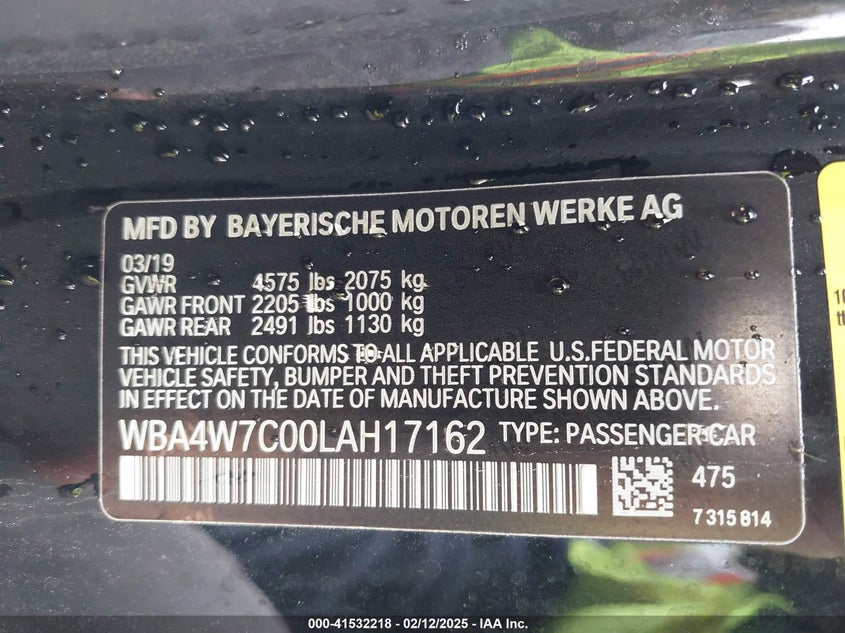 MFD BY BAYERISCHE MOTOREN WERKE AG
03/19
GVWR 4575 lbs 2075 kg
GAWR FRONT 2205 lbs 1000 kg
GAWR REAR 2491 lbs 1130 kg
THIS VEHICLE CONFORMS TO ALL APPLICABLE U.S.FEDERAL MOTOR
VEHICLE SAFETY, BUMPER AND THEFT PREVENTION STANDARDS
IN EFFECT ON THE DATE OF MANUFACTURE SHOWN ABOVE.
WBA4W7C00LAH17162 TYPE: PASSENGER CAR
475
7 315 814
000-41532218 - 02/12/2025 - IAA Inc.